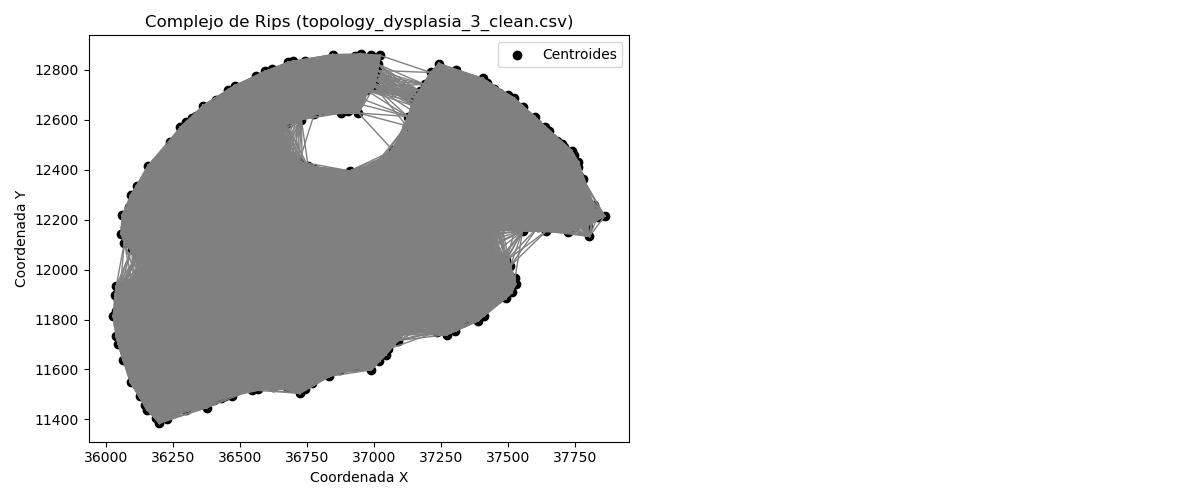 Complejo de Rips (topology_dysplasia_3_clean.csv)
Centroides
Coordenada Y
12800
12600
12400
12200
12000
11800
11600
11400
36000 36250 36500 36750 37000 37250 37500 37750
Coordenada X